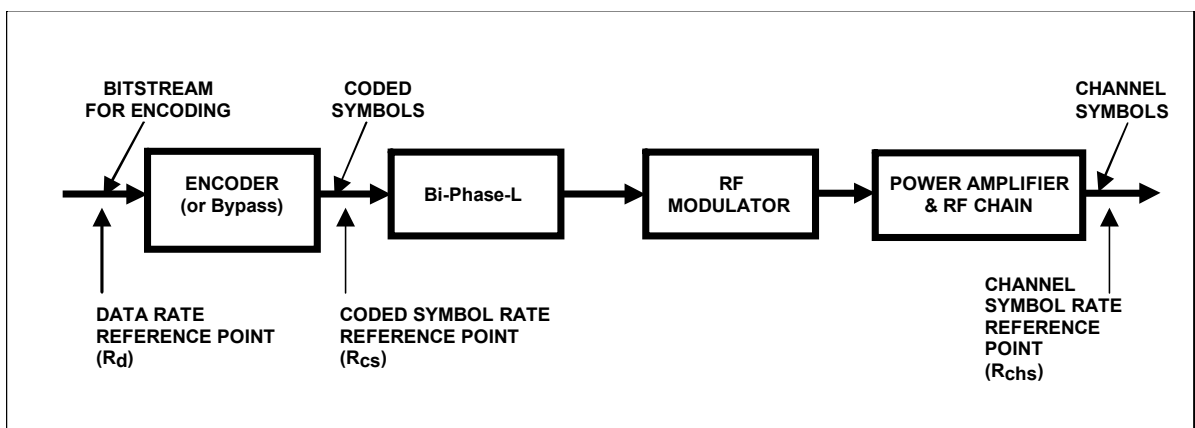 BITSTREAM
FOR ENCODING
CODED
SYMBOLS
CHANNEL
SYMBOLS
ENCODER
(or Bypass)
Bi-Phase-L
RF
MODULATOR
POWER AMPLIFIER
& RF CHAIN
DATA RATE
REFERENCE POINT
(Rd)
CODED SYMBOL RATE
REFERENCE POINT
(Rcs)
CHANNEL
SYMBOL RATE
REFERENCE
POINT
(Rchs)